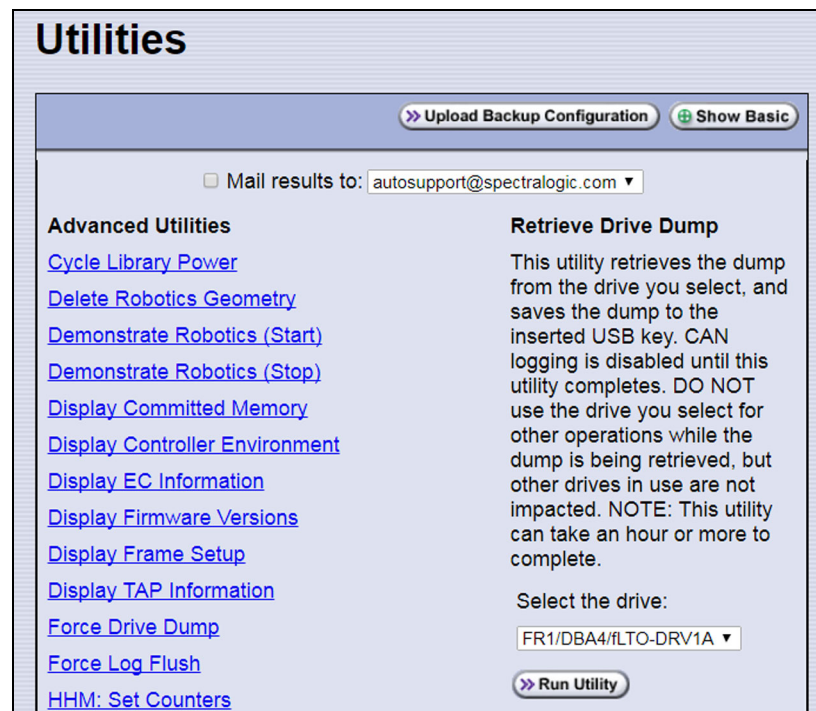 Utilities
Upload Backup Configuration
Show Basic
Mail results to: autosupport@spectralogic.com
Advanced Utilities
Cycle Library Power
Delete Robotics Geometry
Demonstrate Robotics (Start)
Demonstrate Robotics (Stop)
Display Committed Memory
Display Controller Environment
Display EC Information
Display Firmware Versions
Display Frame Setup
Display TAP Information
Force Drive Dump
Force Log Flush
HHM: Set Counters
Retrieve Drive Dump
This utility retrieves the dump
from the drive you select, and
saves the dump to the
inserted USB key. CAN
logging is disabled until this
utility completes. DO NOT
use the drive you select for
other operations while the
dump is being retrieved, but
other drives in use are not
impacted. NOTE: This utility
can take an hour or more to
complete.
Select the drive:
FR1/DBA4/fLTO-DRV1A
Run Utility